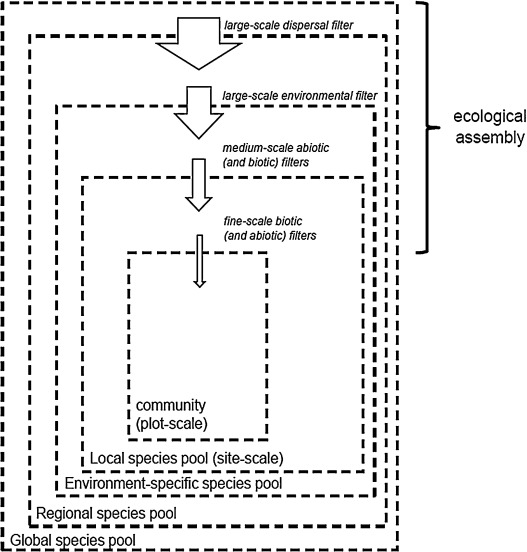 large-scale dispersal filter
large-scale environmental filter
ecological
assembly
medium-scale abiotic
(and biotic) filters
fine-scale biotic
(and abiotic) filters
community
(plot-scale)
Local species pool (site-scale)
Environment-specific species pool
Regional species pool
Global species pool